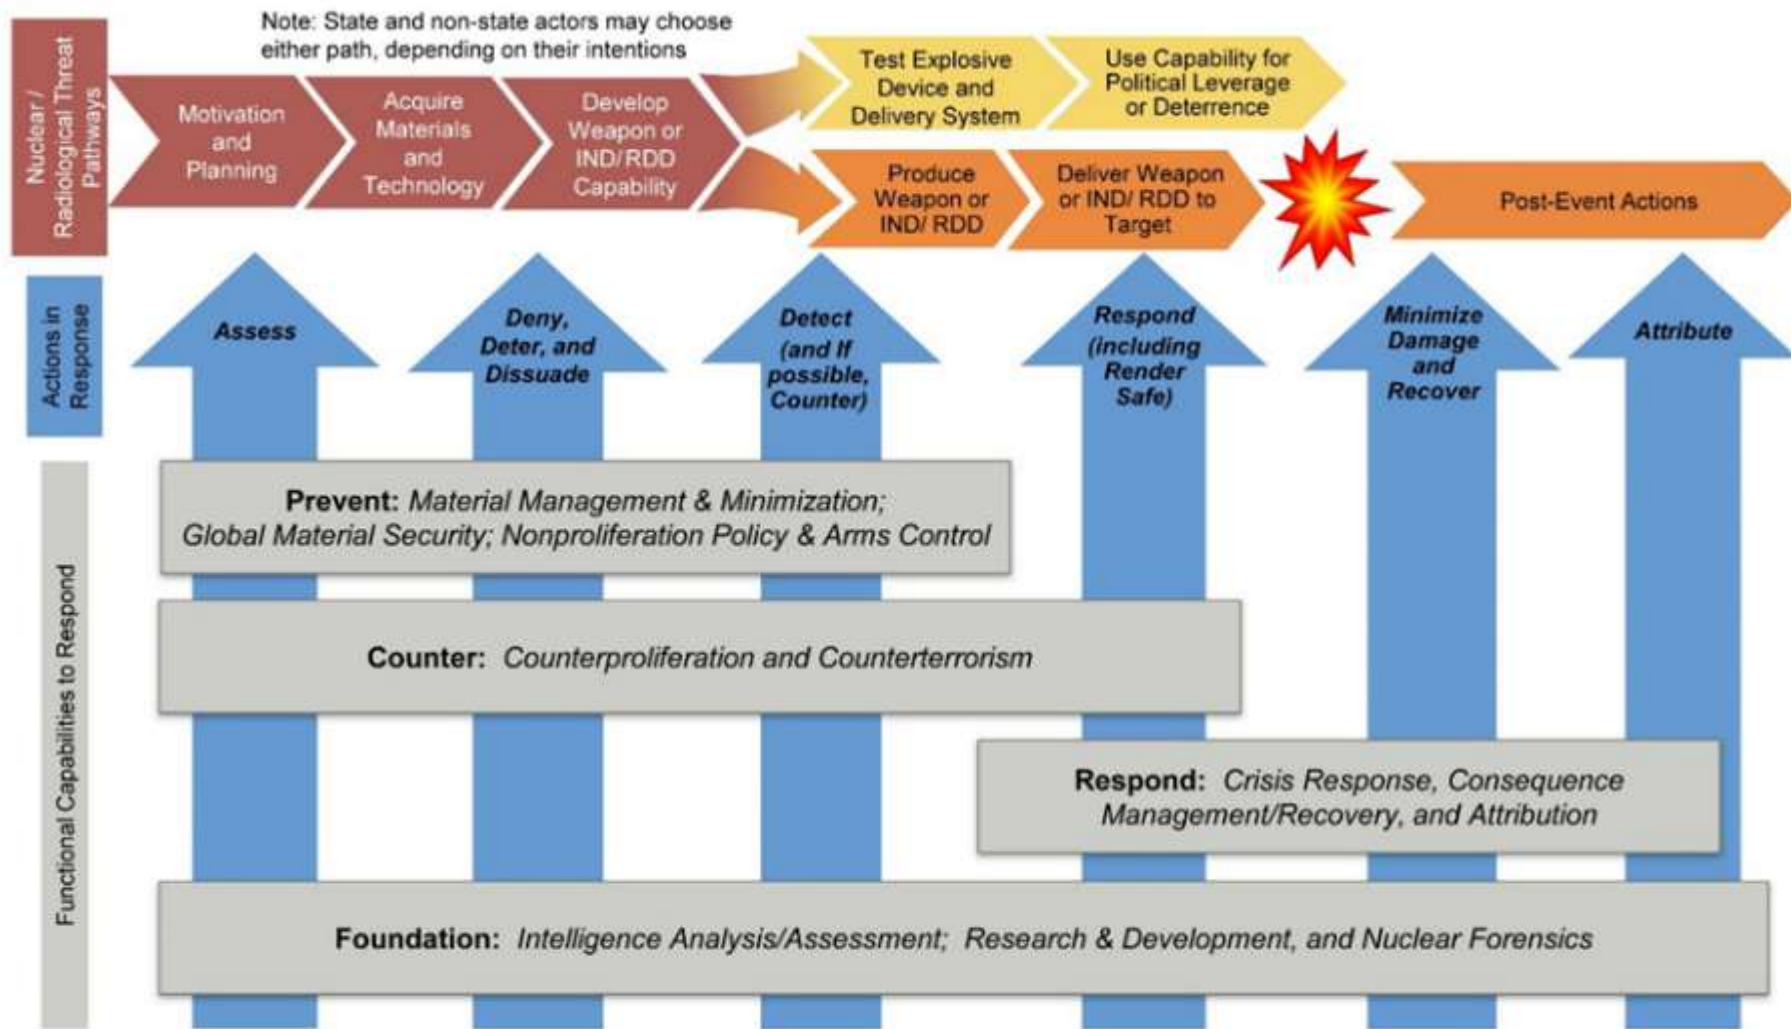 Note: State and non-state actors may choose
either path, depending on their intentions
Nuclear /
Radiological Threat
Pathways
Motivation
and
Planning
Acquire
Materials
and
Technology
Develop
Weapon or
IND/RDD
Capability
Test Explosive
Device and
Delivery System
Use Capability for
Political Leverage
or Deterrence
Produce
Weapon or
IND/ RDD
Deliver Weapon
or IND/ RDD to
Target
Post-Event Actions
Actions in
Response
Assess
Deny,
Deter, and
Dissuade
Detect
(and If
possible,
Counter)
Respond
(including
Render
Safe)
Minimize
Damage
and
Recover
Attribute
Functional Capabilities to Respond
Prevent: Material Management & Minimization;
Global Material Security; Nonproliferation Policy & Arms Control
Counter: Counterproliferation and Counterterrorism
Respond: Crisis Response, Consequence
Management/Recovery, and Attribution
Foundation: Intelligence Analysis/Assessment; Research & Development, and Nuclear Forensics